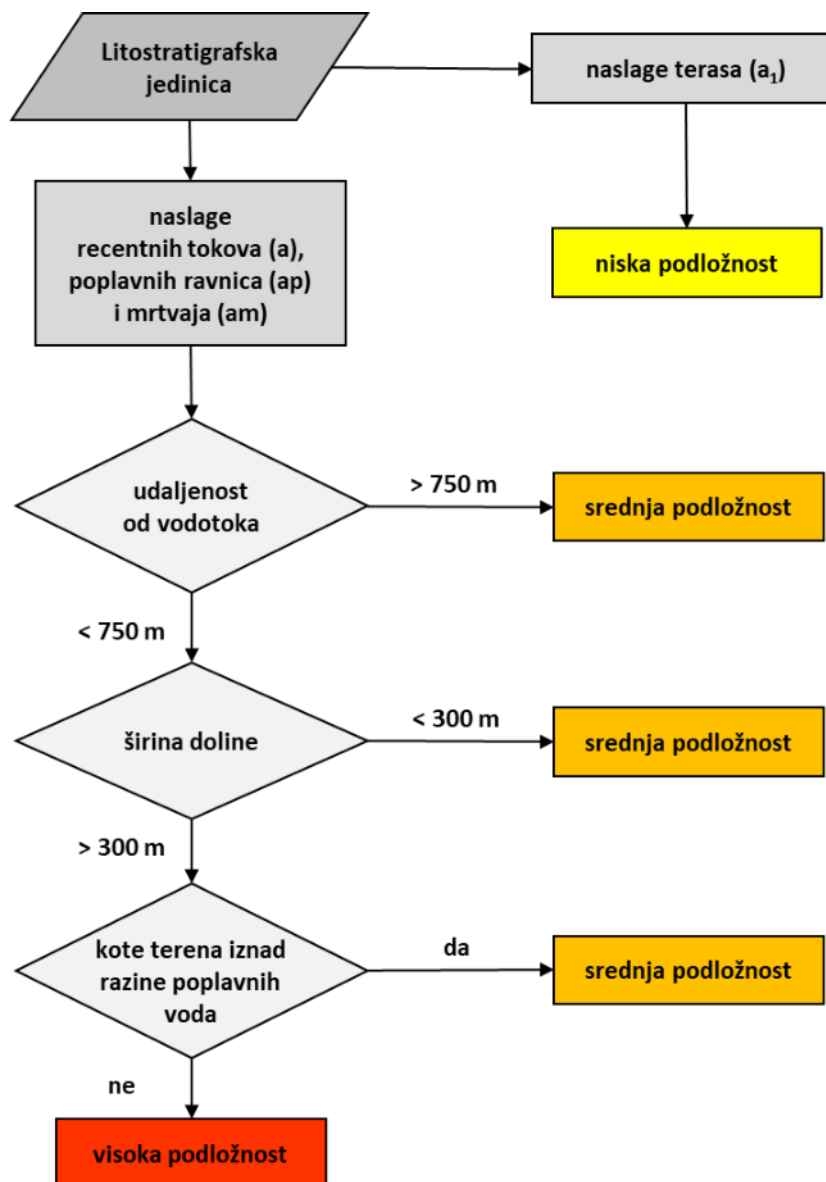 Litostratigrafska
jedinica
naslage terasa (a₁)
naslage
recentnih tokova (a),
poplavnih ravnica (ap)
i mrtvaja (am)
niska podložnost
udaljenost
od vodotoka
> 750 m
srednja podložnost
< 750 m
širina doline
< 300 m
srednja podložnost
> 300 m
kote terena iznad
razine poplavnih
voda
da
srednja podložnost
ne
visoka podložnost